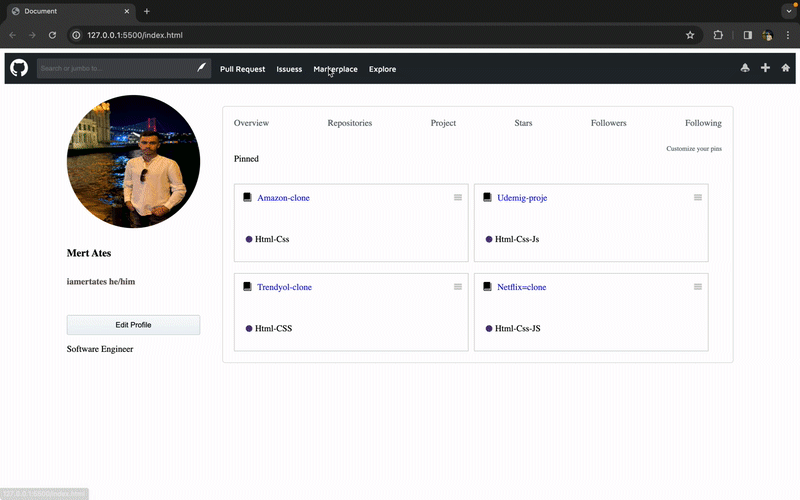 Document
127.0.0.1:5500/index.html
Search or jumbo to...
Pull Request Issuess Marketplace Explore
Overview Repositories Project Stars Followers Following
Customize your pins
Pinned
Amazon-clone
Html-Css
Udemig-proje
Html-Css-Js
Trendyol-clone
Html-CSS
Netflix=clone
Html-Css-JS
Mert Ates
iamertates he/him
Edit Profile
Software Engineer
127.0.0.1:5500/index.html